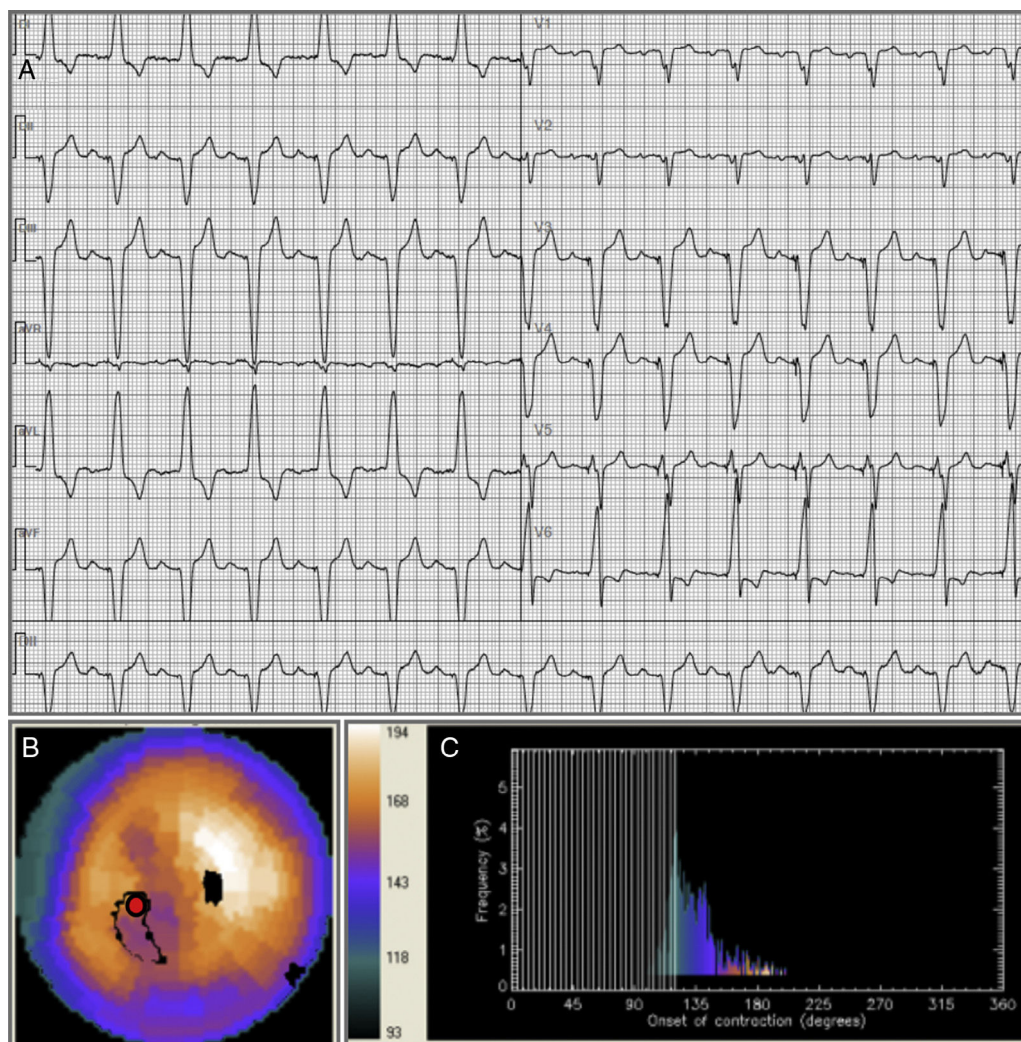 DI
V1
A
DII
V2
DIII
V3
aVR
V4
aVL
V5
aVF
V6
DII
B
194
168
143
118
93
C
Frequency (%)
6
5
4
3
2
1
0
0 45 90 135 180 225 270 315 360
Onset of contraction (degrees)